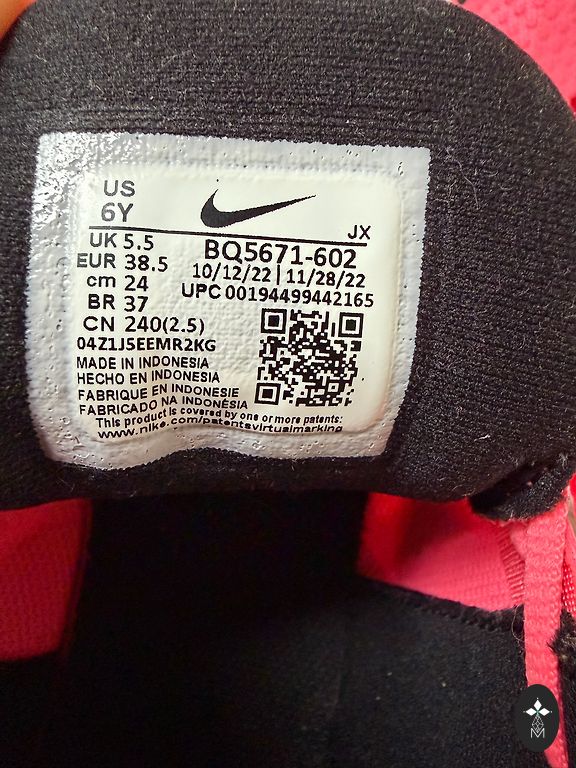 US
6Y
JX
UK 5.5
BQ5671-602
EUR 38.5
10/12/22 | 11/28/22
cm 24
UPC 00194499442165
BR 37
CN 240(2.5)
04Z1J5EEMR2KG
MADE IN INDONESIA
HECHO EN INDONESIA
FABRIQUE EN INDONESIE
FABRICADO NA INDONÉSIA
This product is covered by one or more patents:
www.nike.com/patentsvirtualmarking
M